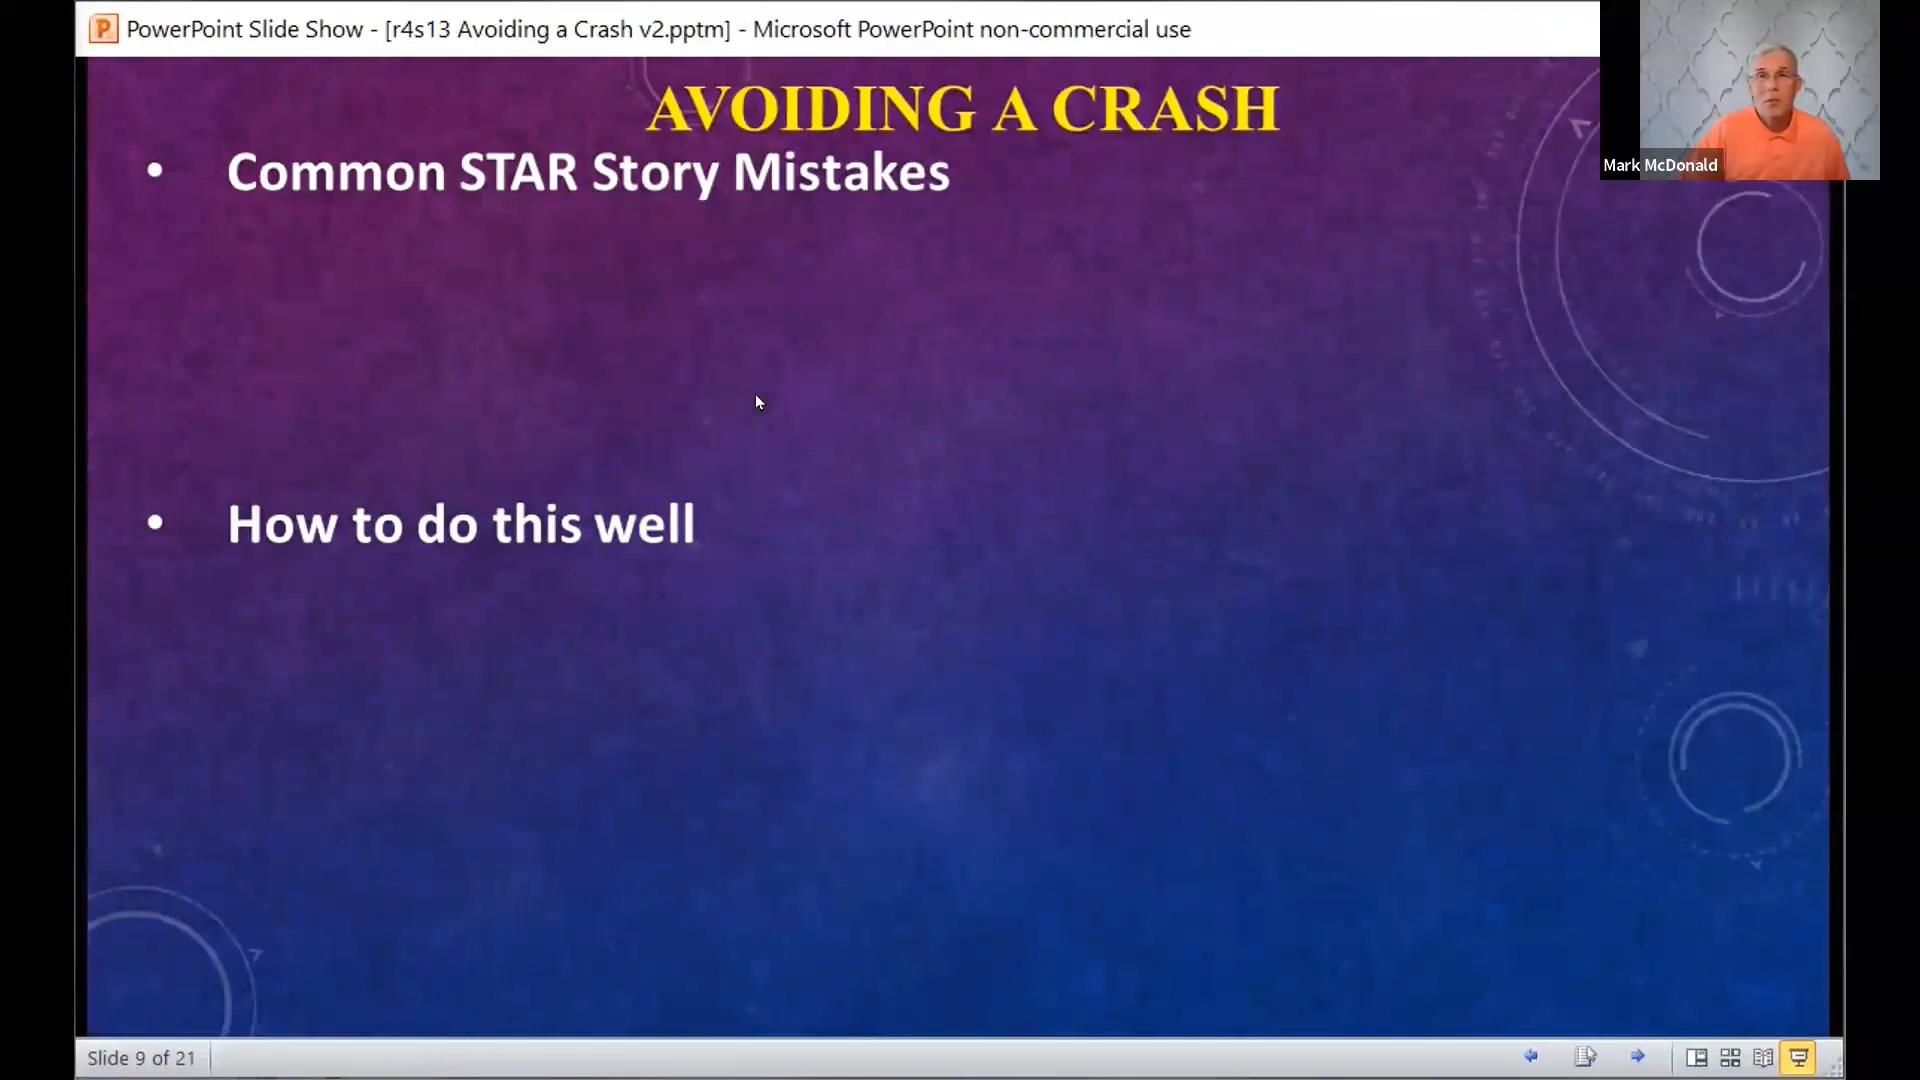 PowerPoint Slide Show - [r4s13 Avoiding a Crash v2.pptm] - Microsoft PowerPoint non-commercial use
Mark McDonald
AVOIDING A CRASH
• Common STAR Story Mistakes
• How to do this well
Slide 9 of 21